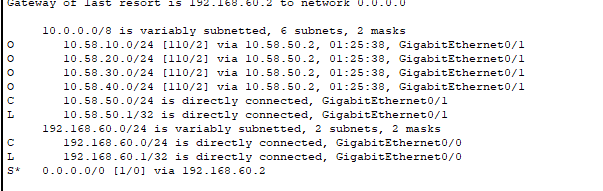 Gateway of last resort is 192.168.60.2 to network 0.0.0.0
10.0.0.0/8 is variably subnetted, 6 subnets, 2 masks
O 10.58.10.0/24 [110/2] via 10.58.50.2, 01:25:38, GigabitEthernet0/1
O 10.58.20.0/24 [110/2] via 10.58.50.2, 01:25:38, GigabitEthernet0/1
O 10.58.30.0/24 [110/2] via 10.58.50.2, 01:25:38, GigabitEthernet0/1
O 10.58.40.0/24 [110/2] via 10.58.50.2, 01:25:38, GigabitEthernet0/1
C 10.58.50.0/24 is directly connected, GigabitEthernet0/1
L 10.58.50.1/32 is directly connected, GigabitEthernet0/1
192.168.60.0/24 is variably subnetted, 2 subnets, 2 masks
C 192.168.60.0/24 is directly connected, GigabitEthernet0/0
L 192.168.60.1/32 is directly connected, GigabitEthernet0/0
S* 0.0.0.0/0 [1/0] via 192.168.60.2